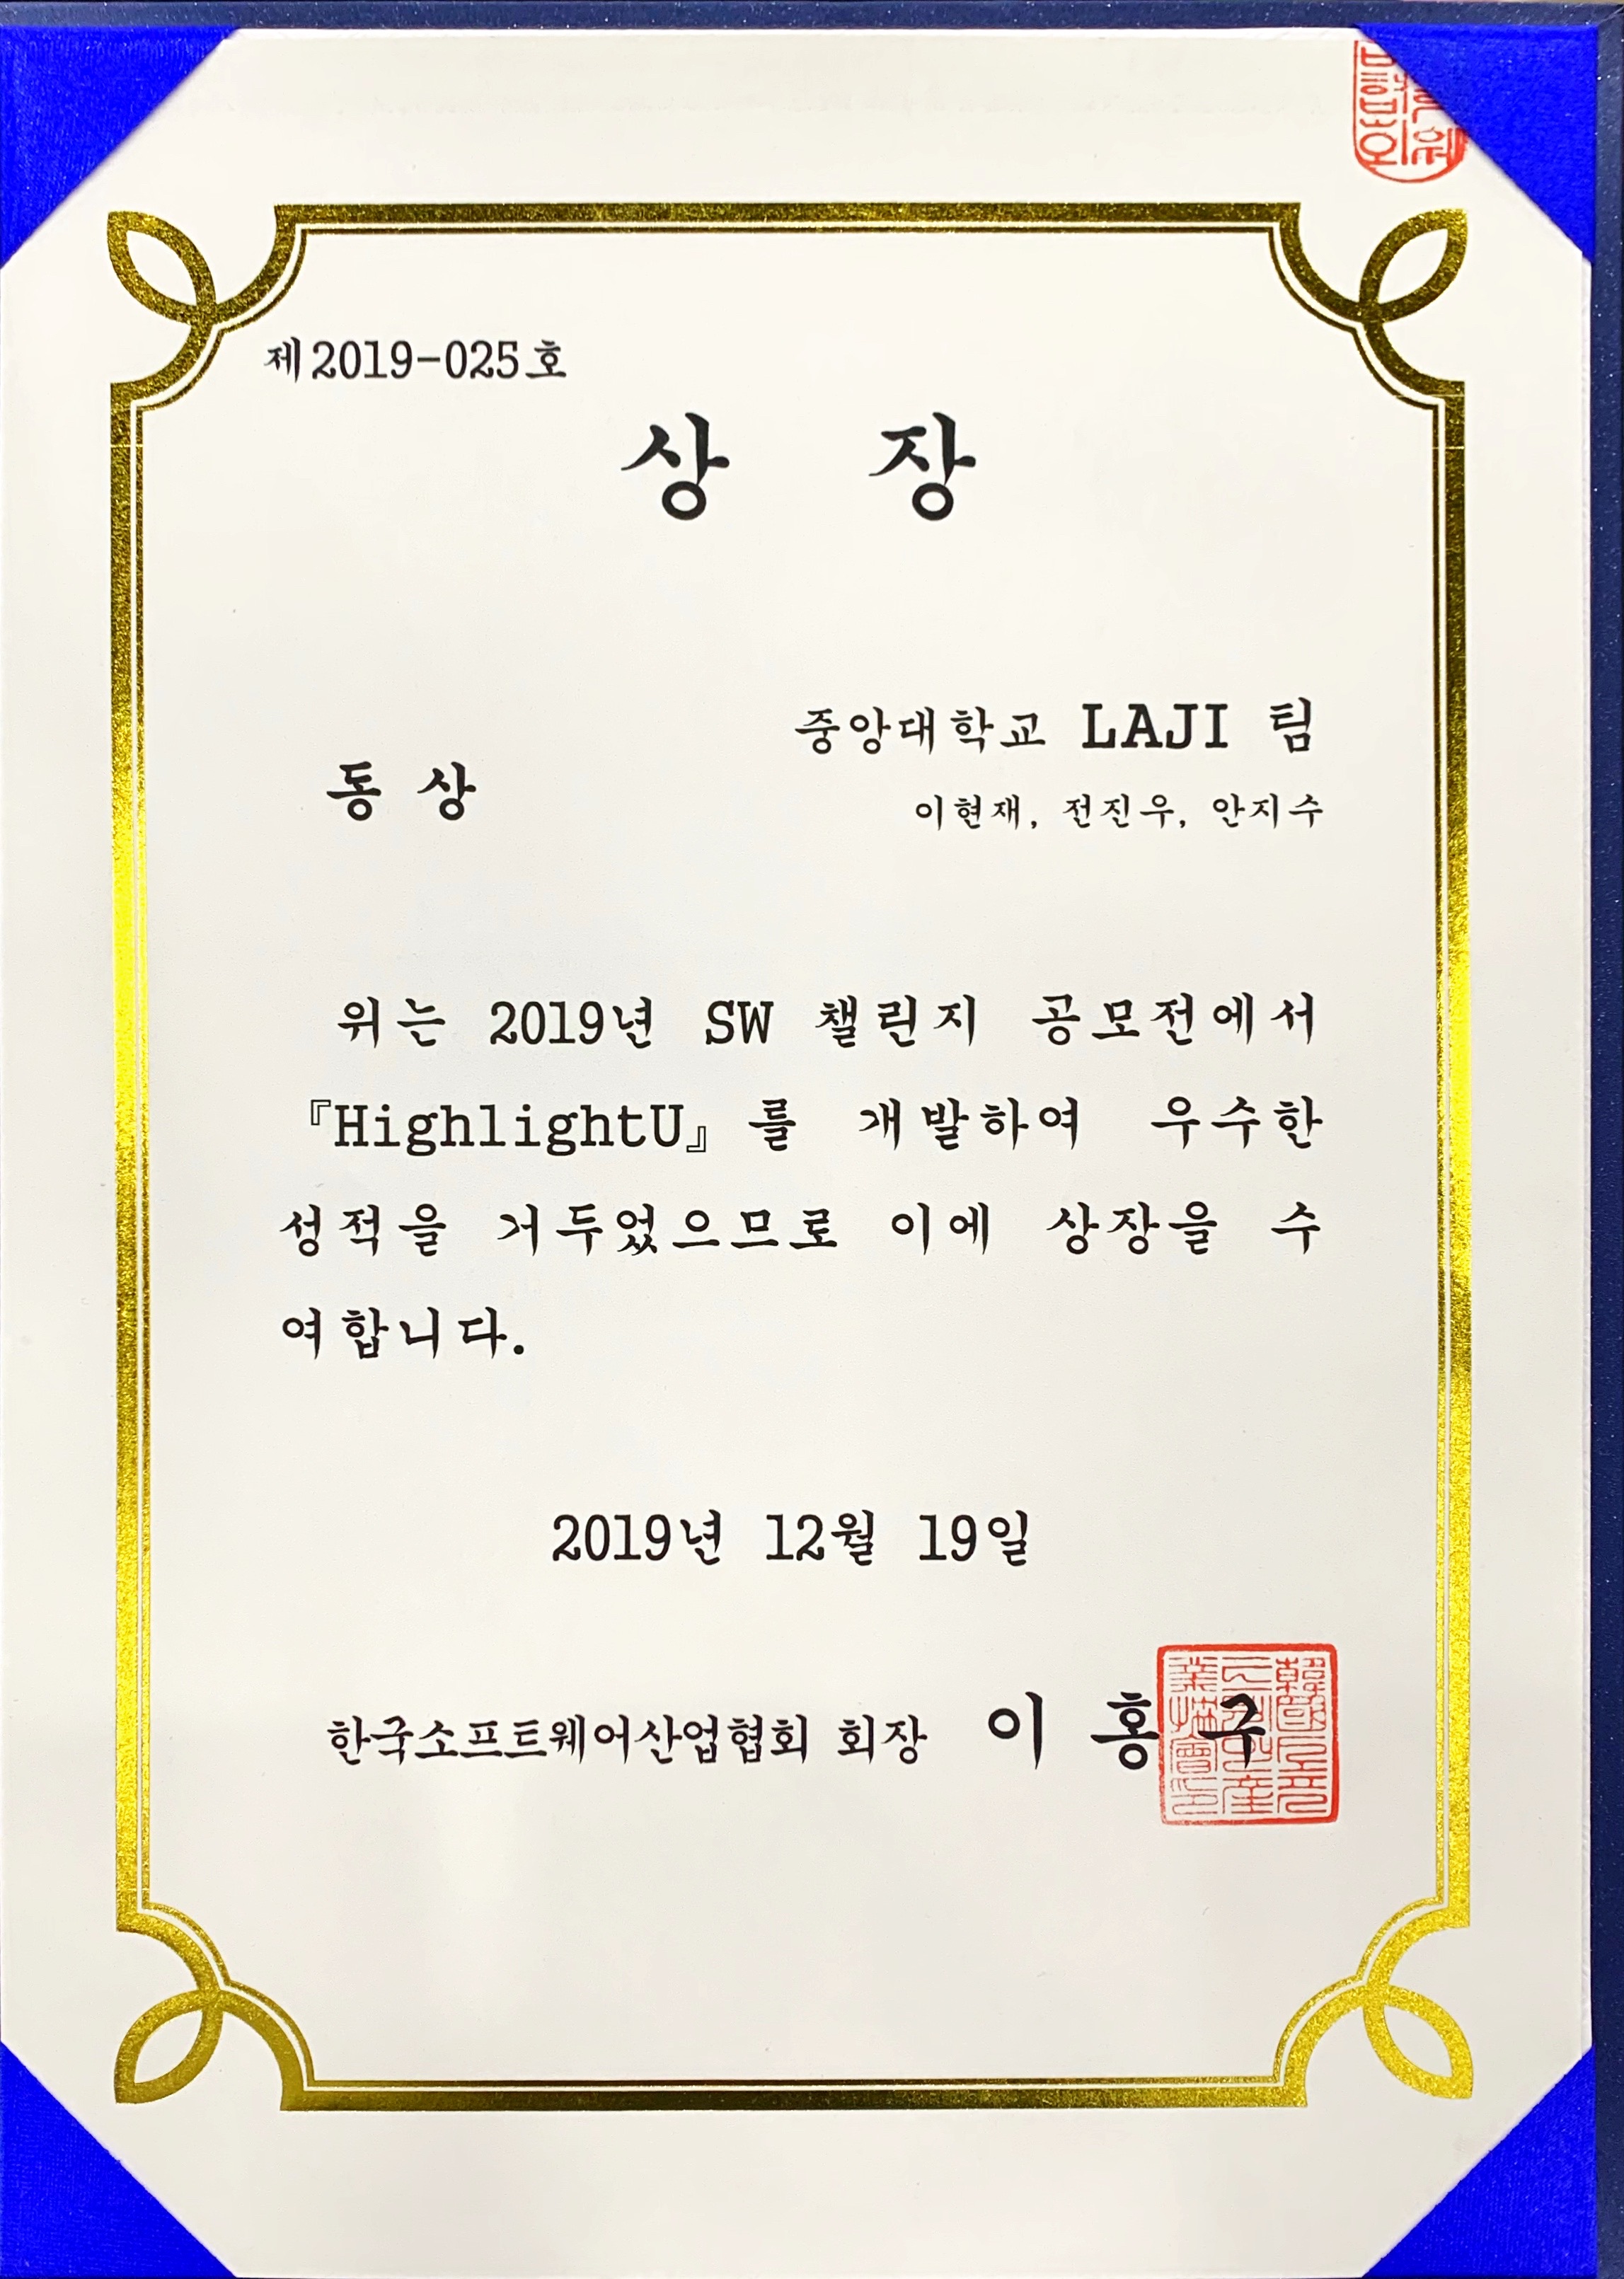 제2019-025호
상 장
중앙대학교 LAJI 팀
동 상
이현재, 전진우, 안지수
위는 2019년 SW 챌린지 공모전에서
『HighlightU』를 개발하여 우수한
성적을 거두었으므로 이에 상장을 수
여합니다.
2019년 12월 19일
한국소프트웨어산업협회 회장 이 홍 구